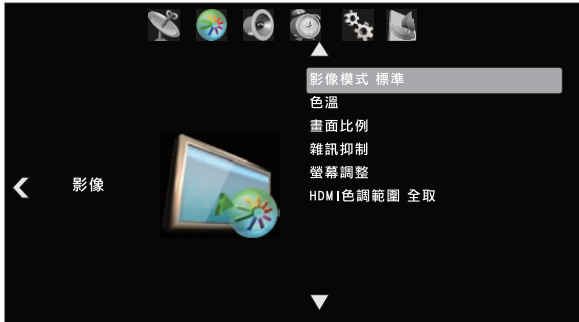 影像模式 標準
色溫
畫面比例
雜訊抑制
螢幕調整
HDMI色調範圍 全取
影像